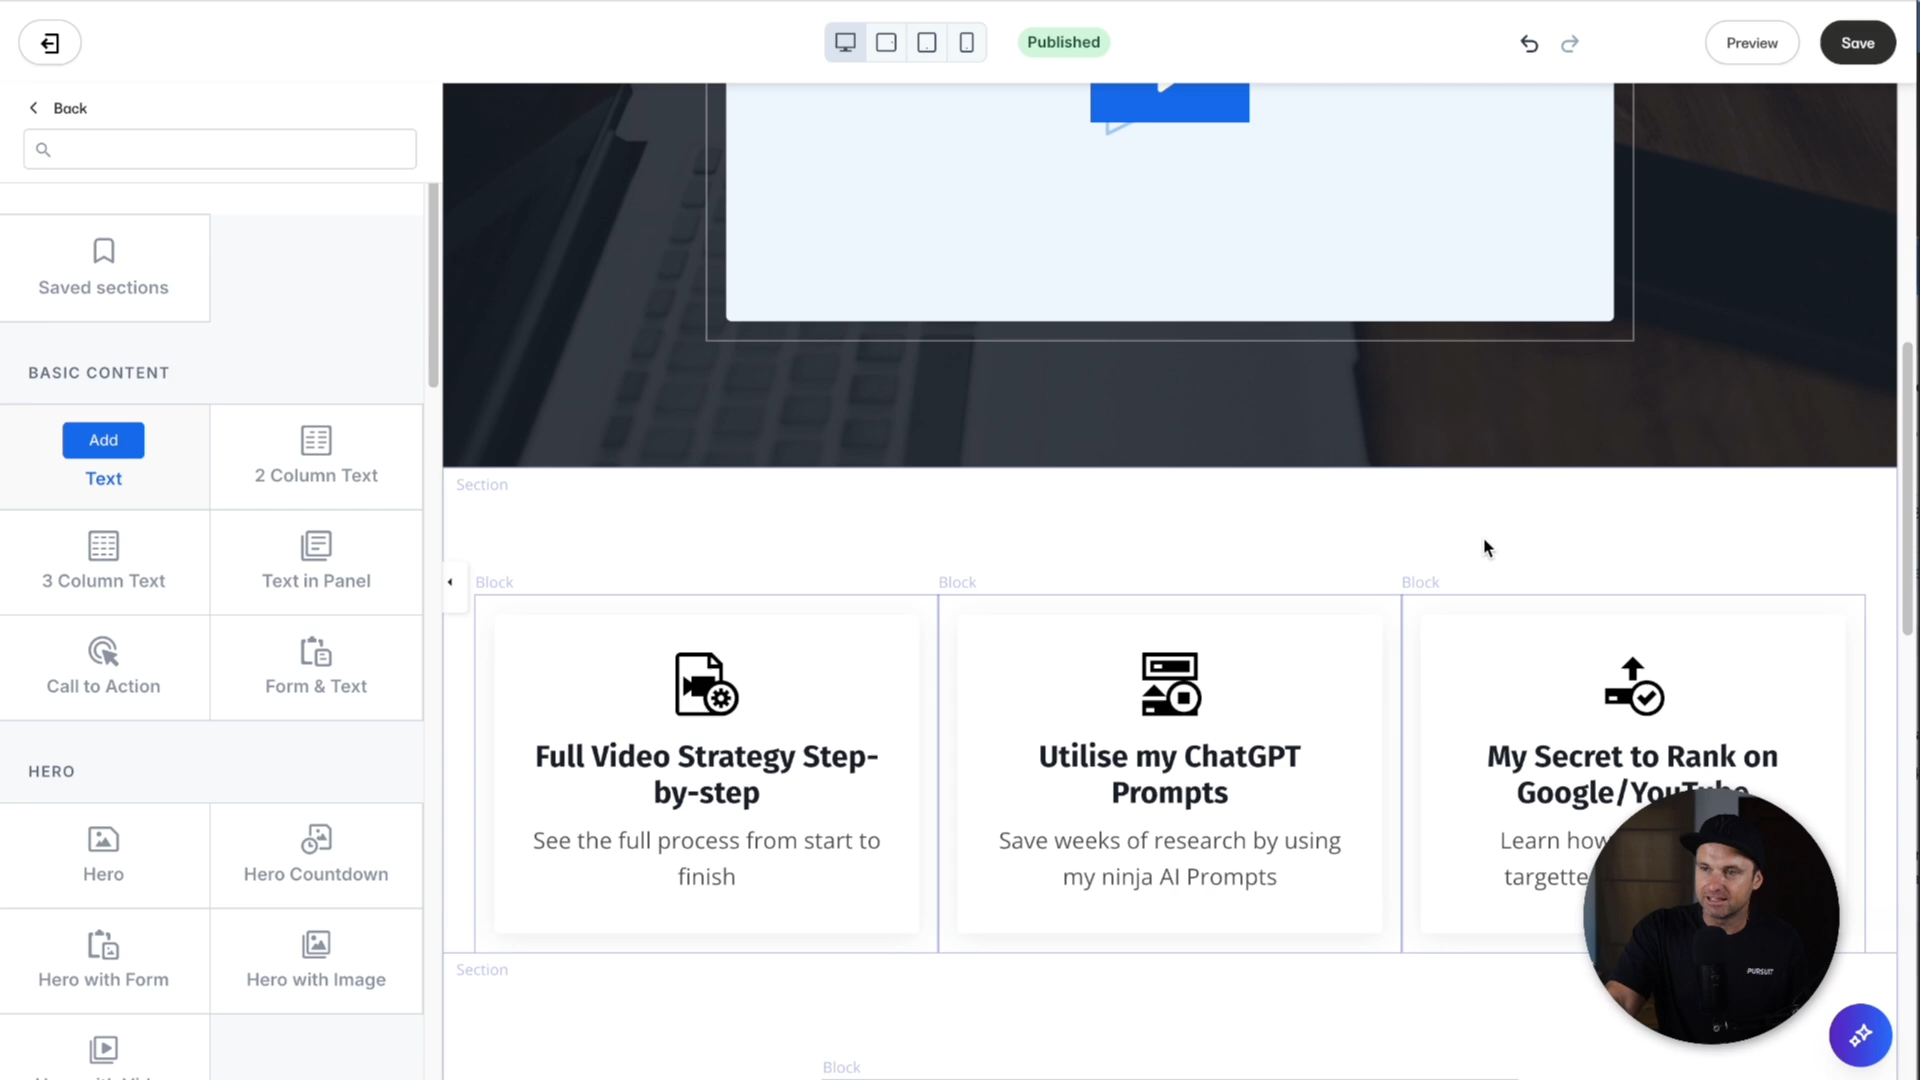 Published
Preview
Save
Back
Saved sections
BASIC CONTENT
Add
Text
2 Column Text
3 Column Text
Text in Panel
Call to Action
Form & Text
HERO
Hero
Hero Countdown
Hero with Form
Hero with Image
Section
Block
Block
Block
Full Video Strategy Step-
by-step
See the full process from start to
finish
Utilise my ChatGPT
Prompts
Save weeks of research by using
my ninja AI Prompts
My Secret to Rank on
Google/YouTube
Learn how
Section
Block
PURSUIT